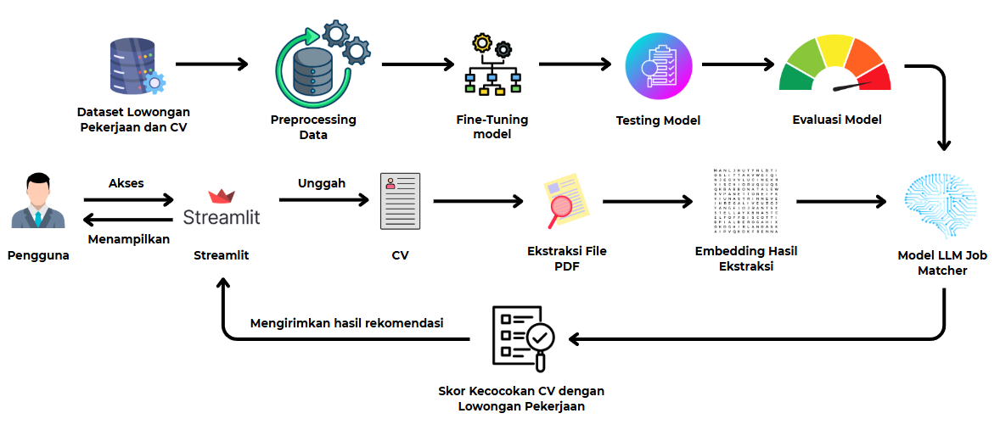 Dataset Lowongan
Pekerjaan dan CV
Preprocessing
Data
Fine-Tuning
model
Testing Model
Evaluasi Model
Akses
Menampilkan
Pengguna
Streamlit
Streamlit
Unggah
CV
Ekstraksi File
PDF
Embedding Hasil
Ekstraksi
Model LLM Job
Matcher
Mengirimkan hasil rekomendasi
Skor Kecocokan CV dengan
Lowongan Pekerjaan